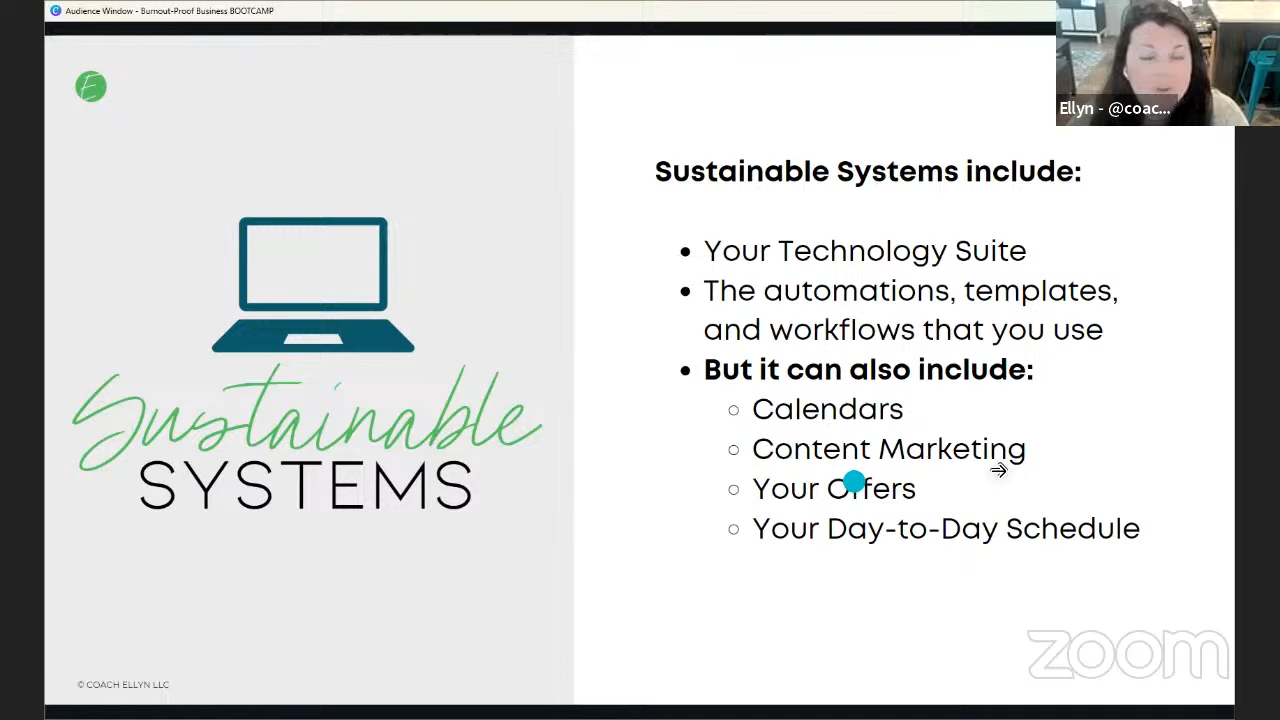 Audience Window - Burnout-Proof Business BOOTCAMP
Ellyn - @coac...
E
Sustainable Systems include:
• Your Technology Suite
• The automations, templates,
and workflows that you use
• But it can also include:
○ Calendars
○ Content Marketing
○ Your Offers
○ Your Day-to-Day Schedule
Sustainable
SYSTEMS
© COACH ELLYN LLC
zoom